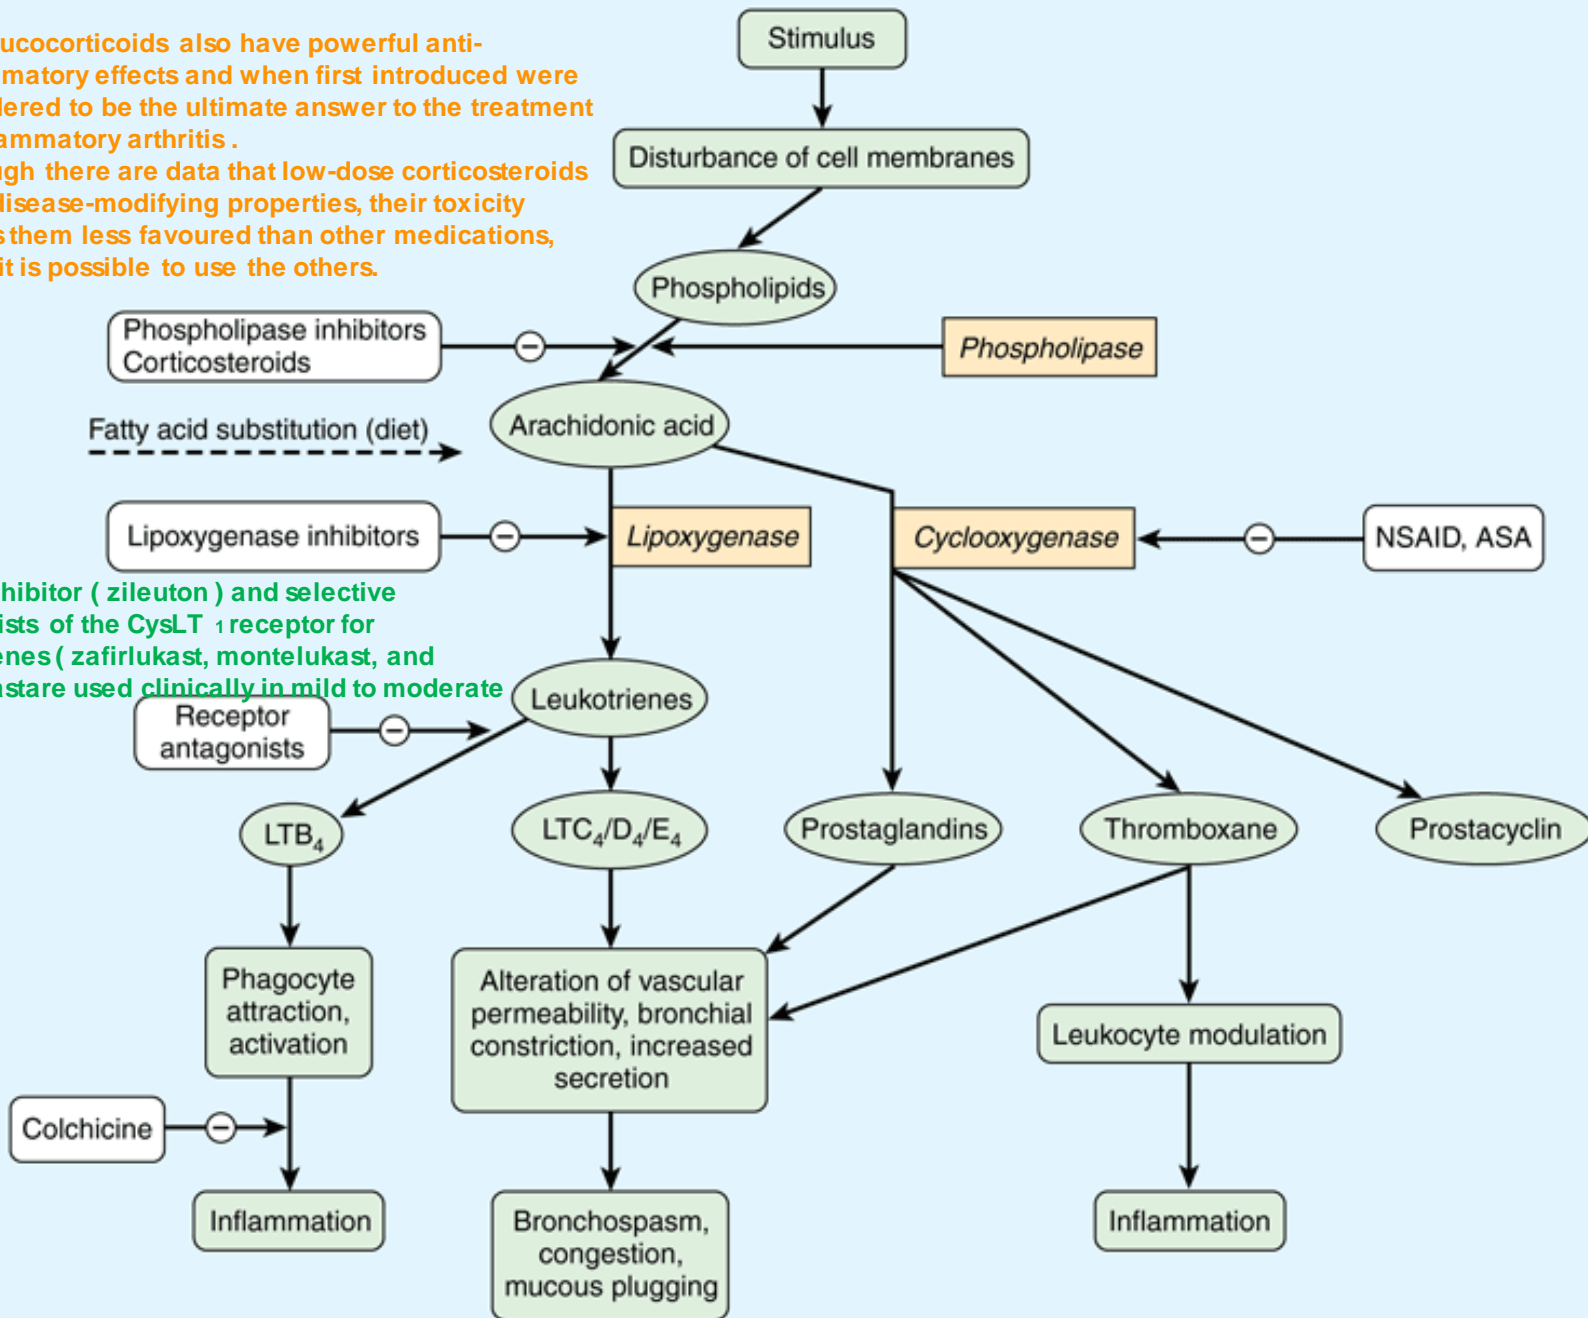 Stimulus
ucocorticoids also have powerful anti-
matory effects and when first introduced were
lered to be the ultimate answer to the treatment
ammatory arthritis .
ugh there are data that low-dose corticosteroids
disease-modifying properties, their toxicity
s them less favoured than other medications,
it is possible to use the others.
Disturbance of cell membranes
Phospholipids
Phospholipase inhibitors
Corticosteroids
−
Phospholipase
Arachidonic acid
Fatty acid substitution (diet)
Lipoxygenase inhibitors
−
Lipoxygenase
Cyclooxygenase
−
NSAID, ASA
hibitor ( zileuton ) and selective
ists of the CysLT 1 receptor for
enes ( zafirlukast, montelukast, and
astare used clinically in mild to moderate
Leukotrienes
Receptor
antagonists
−
LTB4
LTC4/D4/E4
Prostaglandins
Thromboxane
Prostacyclin
Phagocyte
attraction,
activation
Alteration of vascular
permeability, bronchial
constriction, increased
secretion
Leukocyte modulation
Colchicine
−
Inflammation
Bronchospasm,
congestion,
mucous plugging
Inflammation